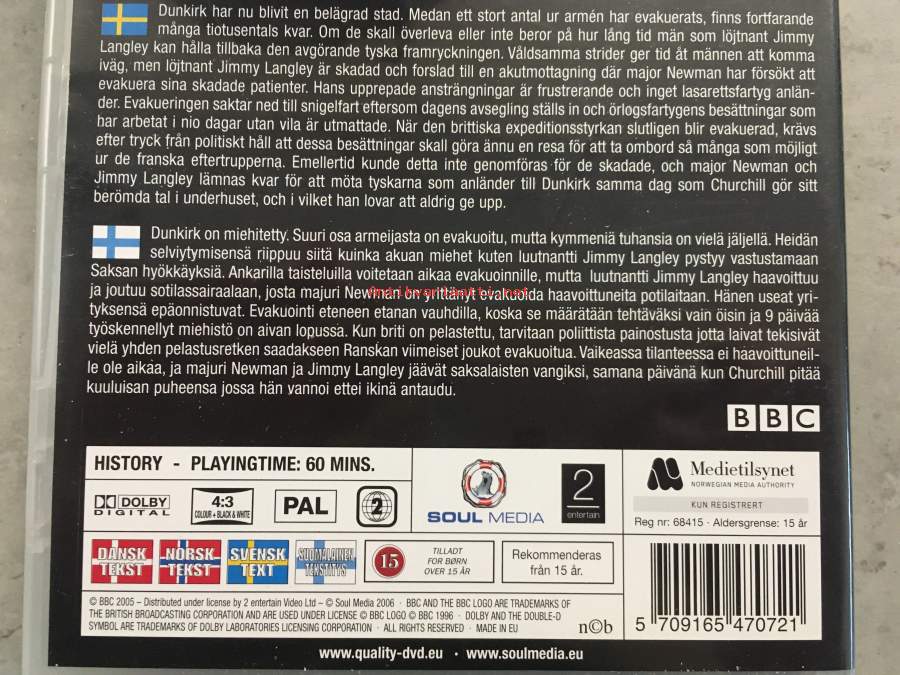 Dunkirk har nu blivit en belägrad stad. Medan ett stort antal ur armén har evakuerats, finns fortfarande
många tiotusentals kvar. Om de skall överleva eller inte beror på hur lång tid män som löjtnant Jimmy
Langley kan hålla tillbaka den avgörande tyska framryckningen. Våldsamma strider ger tid åt männen att komma
iväg, men löjtnant Jimmy Langley är skadad och forslad till en akutmottagning där major Newman har försökt att
evakuera sina skadade patienter. Hans upprepade ansträngningar är frustrerande och inget lasarettsfartyg anlän-
der. Evakueringen saktar ned till snigelfart eftersom dagens avsegling ställs in och örlogsfartygens besättningar som
har arbetat i nio dagar utan vila är utmattade. När den brittiska expeditionsstyrkan slutligen blir evakuerad, krävs
efter tryck från politiskt håll att dessa besättningar skall göra ännu en resa för att ta ombord så många som möjligt
ur de franska eftertrupperna. Emellertid kunde detta inte genomföras för de skadade, och major Newman och
Jimmy Langley lämnas kvar för att möta tyskarna som anländer till Dunkirk samma dag som Churchill gör sitt
berömda tal i underhuset, och i vilket han lovar att aldrig ge upp.
Dunkirk on miehitetty. Suuri osa armeijasta on evakuoitu, mutta kymmeniä tuhansia on vielä jäljellä. Heidän
selviytymisensä riippuu siitä kuinka akuan miehet kuten luutnantti Jimmy Langley pystyy vastustamaan
Saksan hyökkäyksiä. Ankarilla taisteluilla voitetaan aikaa evakuoinnille, mutta luutnantti Jimmy Langley haavoittuu
ja joutuu sotilassairaalaan, josta majuri Newman on yrittänyt evakuoida haavoittuneita potilaitaan. Hänen useat yri-
Antikvariaatti.net
tyksensä epäonnistuvat. Evakuointi eteneen etanan vauhdilla, koska se määrätään tehtäväksi vain öisin ja 9 päivää
työskennellyt miehistö on aivan lopussa. Kun briti on pelastettu, tarvitaan poliittista painostusta jotta laivat tekisivät
vielä yhden pelastusretken saadakseen Ranskan viimeiset joukot evakuoitua. Vaikeassa tilanteessa ei haavoittuneil-
le ole aikaa, ja majuri Newman ja Jimmy Langley jäävät saksalaisten vangiksi, samana päivänä kun Churchill pitää
kuuluisan puheensa jossa hän vannoi ettei ikinä antaudu.
BBC
HISTORY - PLAYINGTIME: 60 MINS.
DOLBY
DIGITAL
4:3
COLOUR + BLACK & WHITE
PAL
2
SOUL MEDIA
2
entertain
Medietilsynet
NORWEGIAN MEDIA AUTHORITY
KUN REGISTRERT
Reg nr: 68415 · Aldersgrense: 15 år
DANSK TEKST
NORSK TEKST
SVENSK TEXT
SUOMALAINEN TEKSTITYS
15
TILLADT
FOR BØRN
OVER 15 ÅR
Rekommenderas
från 15 år.
© BBC 2005 – Distributed under license by 2 entertain Video Ltd – © Soul Media 2006 · BBC AND THE BBC LOGO ARE TRADEMARKS OF
THE BRITISH BROADCASTING CORPORATION AND ARE USED UNDER LICENSE © BBC LOGO © BBC 1996 · DOLBY AND THE DOUBLE-D
SYMBOL ARE TRADEMARKS OF DOLBY LABORATORIES LICENSING CORPORATION · ALL RIGHTS RESERVED · MADE IN EU
n©b
5 709165 470721
www.quality-dvd.eu · www.soulmedia.eu